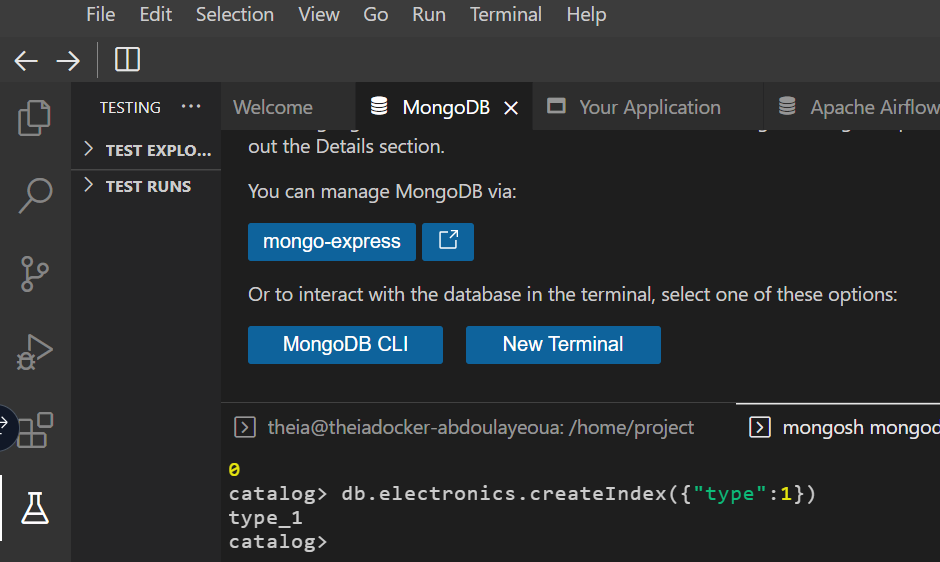 File Edit Selection View Go Run Terminal Help
TESTING ...
Welcome MongoDB Your Application Apache Airflow
TEST EXPLO...
TEST RUNS
out the Details section.
You can manage MongoDB via:
mongo-express
Or to interact with the database in the terminal, select one of these options:
MongoDB CLI New Terminal
theia@theiadocker-abdoulayeoua: /home/project mongosh mongod
0
catalog> db.electronics.createIndex({"type":1})
type_1
catalog>